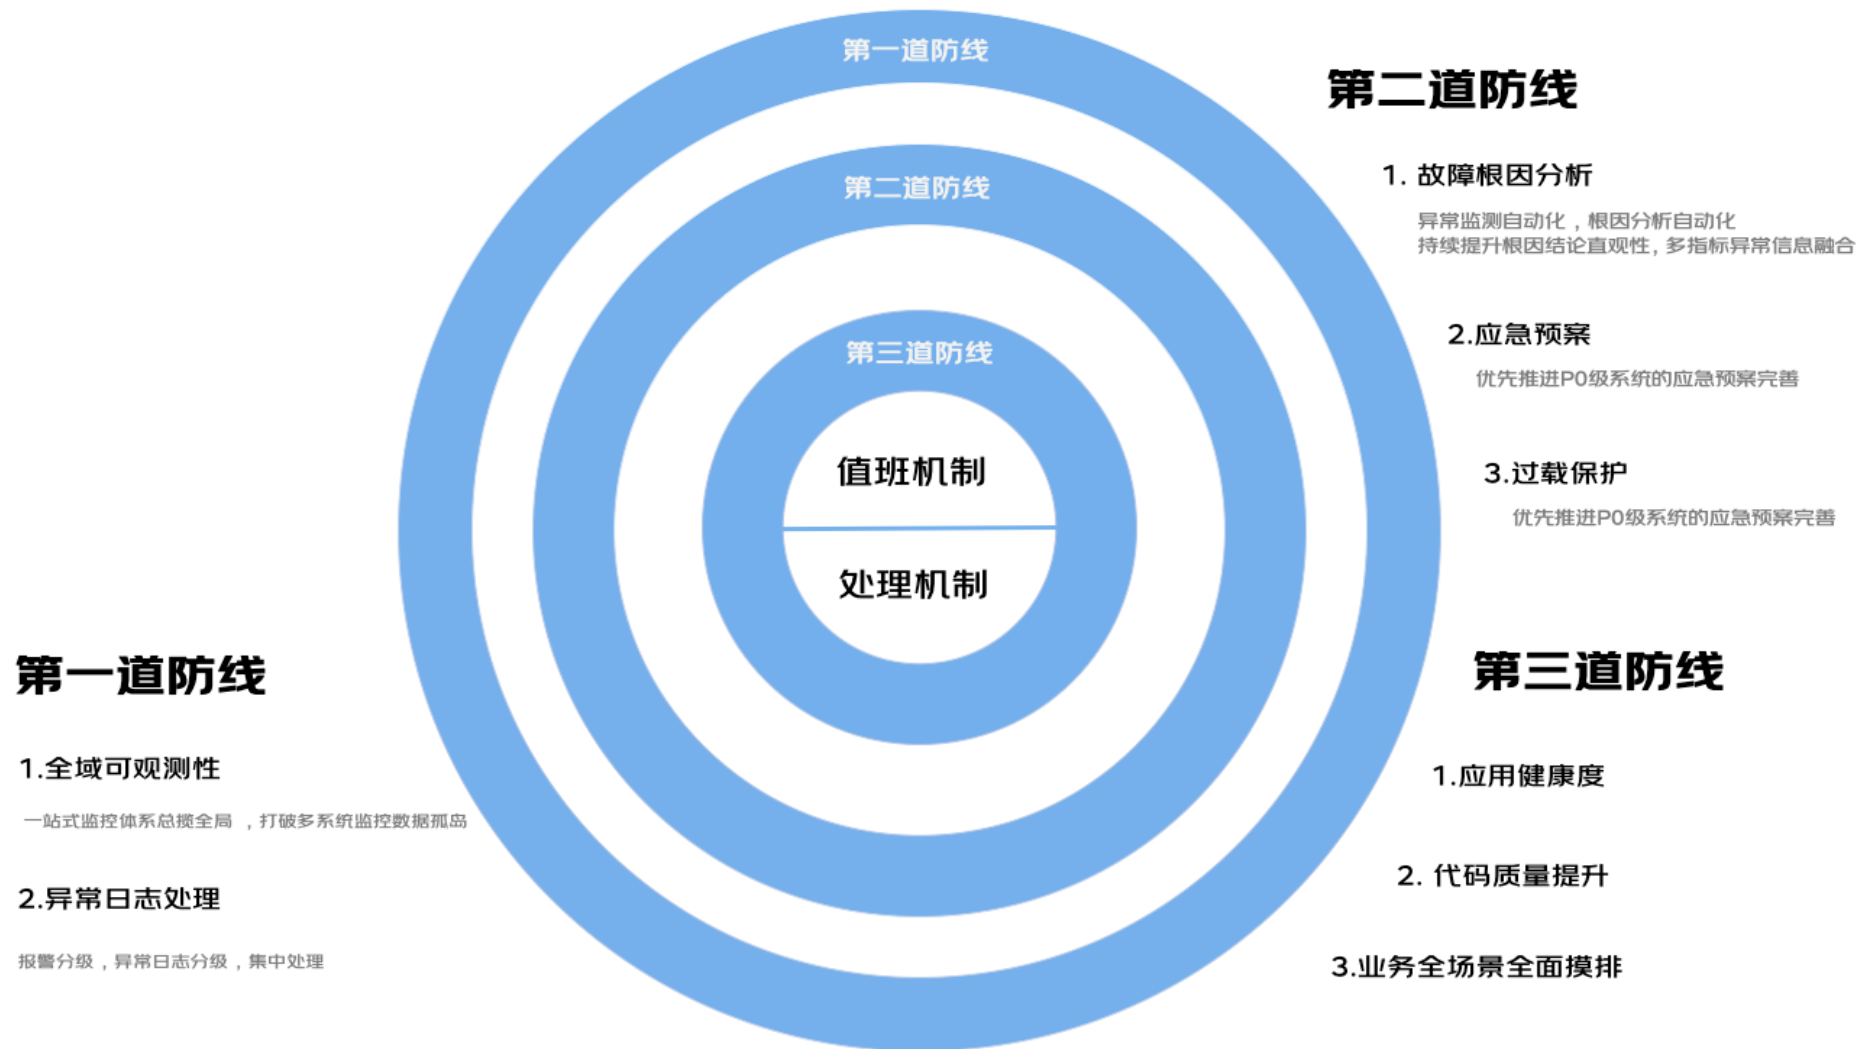 第一道防线
第二道防线
第三道防线
值班机制
处理机制
第一道防线
1.全域可观测性
一站式监控体系总揽全局 ，打破多系统监控数据孤岛
2.异常日志处理
报警分级，异常日志分级，集中处理
第二道防线
1. 故障根因分析
异常监测自动化，根因分析自动化
持续提升根因结论直观性, 多指标异常信息融合
2.应急预案
优先推进P0级系统的应急预案完善
3.过载保护
优先推进P0级系统的应急预案完善
第三道防线
1.应用健康度
2. 代码质量提升
3.业务全场景全面摸排